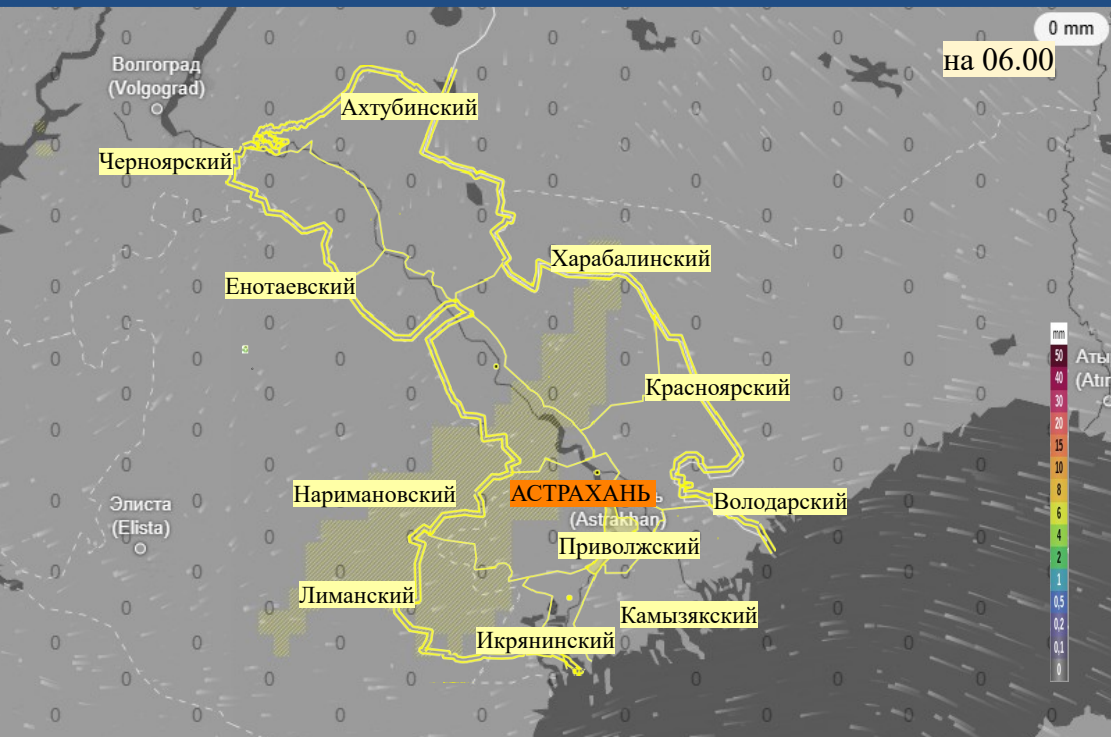 0 mm
на 06.00
Волгоград
(Volgograd)
Ахтубинский
Черноярский
Харабалинский
Енотаевский
mm
50
40
30
20
15
10
8
6
4
2
1
0,5
0,2
0,1
0
Красноярский
Наримановский
АСТРАХАНЬ
(Astrakhan
Володарский
Элиста
(Elista)
Приволжский
Лиманский
Камызякский
Икрянинский